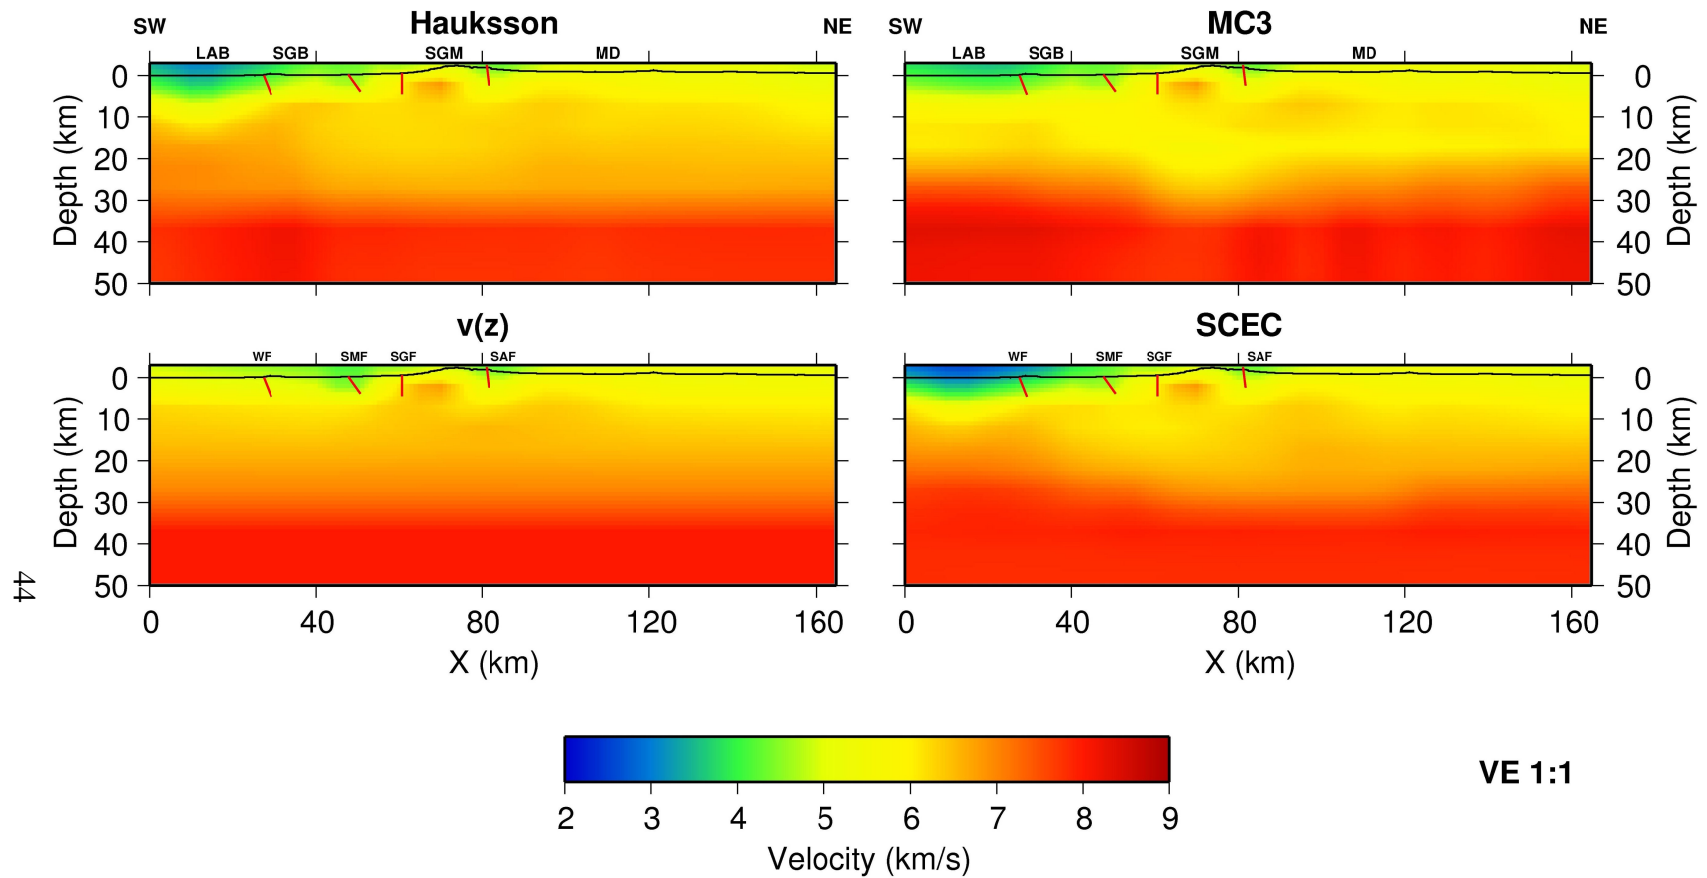 SW Hauksson NE SW MC3 NE
LAB SGB SGM MD LAB SGB SGM MD
0 0
10 10
20 20
30 30
40 40
50 50
Depth (km) Depth (km)
v(z) SCEC
WF SMF SGF SAF WF SMF SGF SAF
0 0
10 10
20 20
30 30
40 40
50 50
Depth (km) Depth (km)
44
0 40 80 120 160 0 40 80 120 160
X (km) X (km)
VE 1:1
2 3 4 5 6 7 8 9
Velocity (km/s)